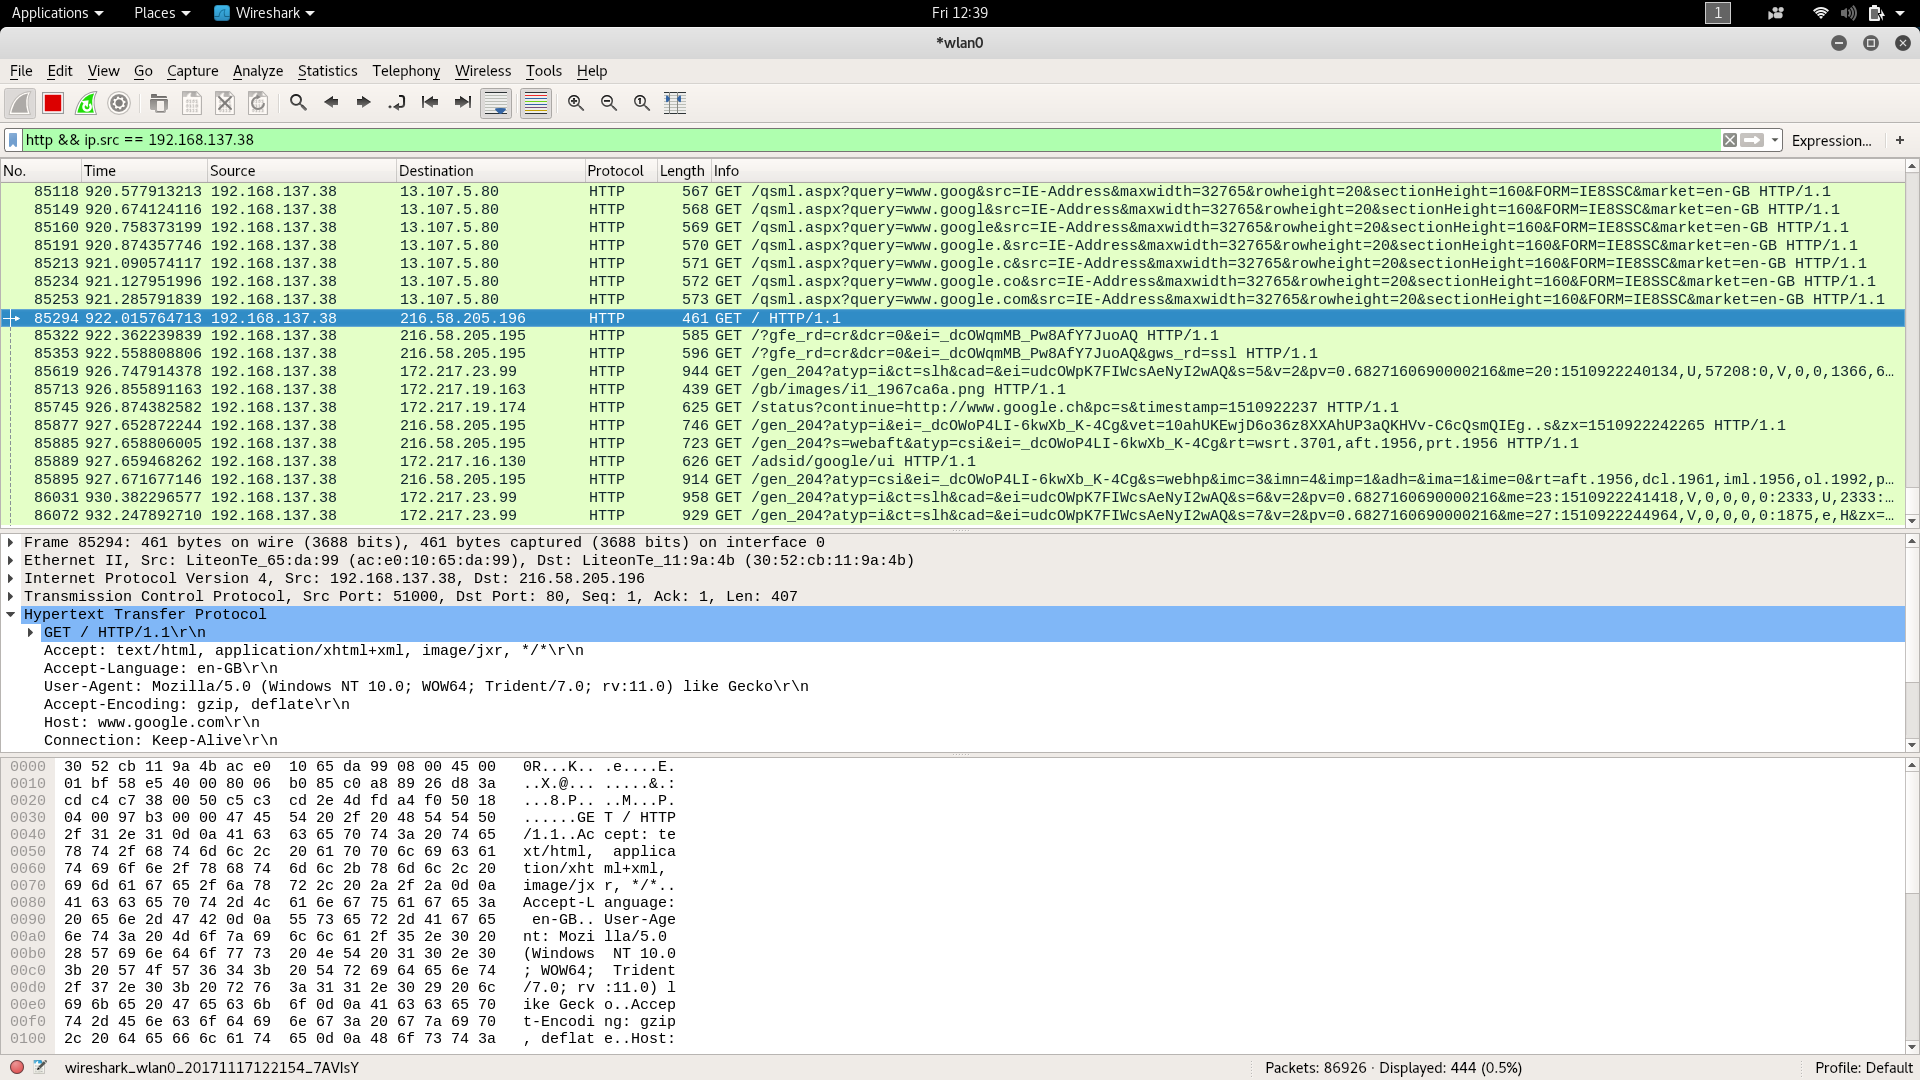 Applications Places Wireshark Fri 12:39 1
*wlan0
File Edit View Go Capture Analyze Statistics Telephony Wireless Tools Help
http && ip.src == 192.168.137.38 Expression... +
No. Time Source Destination Protocol Length Info
85118 920.577913213 192.168.137.38 13.107.5.80 HTTP 567 GET /qsml.aspx?query=www.goog&src=IE-Address&maxwidth=32765&rowheight=20&sectionHeight=160&FORM=IE8SSC&market=en-GB HTTP/1.1
85149 920.674124116 192.168.137.38 13.107.5.80 HTTP 568 GET /qsml.aspx?query=www.googl&src=IE-Address&maxwidth=32765&rowheight=20&sectionHeight=160&FORM=IE8SSC&market=en-GB HTTP/1.1
85160 920.758373199 192.168.137.38 13.107.5.80 HTTP 569 GET /qsml.aspx?query=www.google&src=IE-Address&maxwidth=32765&rowheight=20&sectionHeight=160&FORM=IE8SSC&market=en-GB HTTP/1.1
85191 920.874357746 192.168.137.38 13.107.5.80 HTTP 570 GET /qsml.aspx?query=www.google.&src=IE-Address&maxwidth=32765&rowheight=20&sectionHeight=160&FORM=IE8SSC&market=en-GB HTTP/1.1
85213 921.090574117 192.168.137.38 13.107.5.80 HTTP 571 GET /qsml.aspx?query=www.google.c&src=IE-Address&maxwidth=32765&rowheight=20&sectionHeight=160&FORM=IE8SSC&market=en-GB HTTP/1.1
85234 921.127951996 192.168.137.38 13.107.5.80 HTTP 572 GET /qsml.aspx?query=www.google.co&src=IE-Address&maxwidth=32765&rowheight=20&sectionHeight=160&FORM=IE8SSC&market=en-GB HTTP/1.1
85253 921.285791839 192.168.137.38 13.107.5.80 HTTP 573 GET /qsml.aspx?query=www.google.com&src=IE-Address&maxwidth=32765&rowheight=20&sectionHeight=160&FORM=IE8SSC&market=en-GB HTTP/1.1
85294 922.015764713 192.168.137.38 216.58.205.196 HTTP 461 GET / HTTP/1.1
85322 922.362239839 192.168.137.38 216.58.205.195 HTTP 585 GET /?gfe_rd=cr&dcr=0&ei=_dcOWqmMB_Pw8AfY7JuoAQ HTTP/1.1
85353 922.558808806 192.168.137.38 216.58.205.195 HTTP 596 GET /?gfe_rd=cr&dcr=0&ei=_dcOWqmMB_Pw8AfY7JuoAQ&gws_rd=ssl HTTP/1.1
85619 926.747914378 192.168.137.38 172.217.23.99 HTTP 944 GET /gen_204?atyp=i&ct=slh&cad=&ei=udcOWpK7FIWcsAeNyI2wAQ&s=5&v=2&pv=0.6827160690000216&me=20:1510922240134,U,57208:0,V,0,0,1366,6…
85713 926.855891163 192.168.137.38 172.217.19.163 HTTP 439 GET /gb/images/i1_1967ca6a.png HTTP/1.1
85745 926.874382582 192.168.137.38 172.217.19.174 HTTP 625 GET /status?continue=http://www.google.ch&pc=s&timestamp=1510922237 HTTP/1.1
85877 927.652872244 192.168.137.38 216.58.205.195 HTTP 746 GET /gen_204?atyp=i&ct=&ei=_dcOWoP4LI-6kwXb_K-4Cg&vet=10ahUKEwjD6o36z8XXAhUP3aQKHVv-C6cQsmQIEg..s&zx=1510922242265 HTTP/1.1
85885 927.658806005 192.168.137.38 216.58.205.195 HTTP 723 GET /gen_204?s=webaft&atyp=csi&ei=_dcOWoP4LI-6kwXb_K-4Cg&rt=wsrt.3701,aft.1956,prt.1956 HTTP/1.1
85889 927.659468262 192.168.137.38 172.217.16.130 HTTP 626 GET /adsid/google/ui HTTP/1.1
85895 927.671677146 192.168.137.38 216.58.205.195 HTTP 914 GET /gen_204?atyp=csi&ei=_dcOWoP4LI-6kwXb_K-4Cg&s=webhp&imc=3&imn=4&imp=1&adh=&ima=1&ime=0&rt=aft.1956,dcl.1961,iml.1956,ol.1992,p…
86031 930.382296577 192.168.137.38 172.217.23.99 HTTP 958 GET /gen_204?atyp=i&ct=slh&cad=&ei=udcOWpK7FIWcsAeNyI2wAQ&s=6&v=2&pv=0.6827160690000216&me=23:1510922241418,V,0,0,0,0:2333,U,2333:…
86072 932.247892710 192.168.137.38 172.217.23.99 HTTP 929 GET /gen_204?atyp=i&ct=slh&cad=&ei=udcOWpK7FIWcsAeNyI2wAQ&s=7&v=2&pv=0.6827160690000216&me=27:1510922244964,V,0,0,0,0:1875,e,H&zx=…
Frame 85294: 461 bytes on wire (3688 bits), 461 bytes captured (3688 bits) on interface 0
Ethernet II, Src: LiteonTe_65:da:99 (ac:e0:10:65:da:99), Dst: LiteonTe_11:9a:4b (30:52:cb:11:9a:4b)
Internet Protocol Version 4, Src: 192.168.137.38, Dst: 216.58.205.196
Transmission Control Protocol, Src Port: 51000, Dst Port: 80, Seq: 1, Ack: 1, Len: 407
Hypertext Transfer Protocol
GET / HTTP/1.1\r\n
Accept: text/html, application/xhtml+xml, image/jxr, */*\r\n
Accept-Language: en-GB\r\n
User-Agent: Mozilla/5.0 (Windows NT 10.0; WOW64; Trident/7.0; rv:11.0) like Gecko\r\n
Accept-Encoding: gzip, deflate\r\n
Host: www.google.com\r\n
Connection: Keep-Alive\r\n
0000 30 52 cb 11 9a 4b ac e0 10 65 da 99 08 00 45 00 0R...K.. .e....E.
0010 01 bf 58 e5 40 00 80 06 b0 85 c0 a8 89 26 d8 3a ..X.@... .....&.:
0020 cd c4 c7 38 00 50 c5 c3 cd 2e 4d fd a4 f0 50 18 ...8.P.. ..M...P.
0030 04 00 97 b3 00 00 47 45 54 20 2f 20 48 54 54 50 ......GE T / HTTP
0040 2f 31 2e 31 0d 0a 41 63 63 65 70 74 3a 20 74 65 /1.1..Ac cept: te
0050 78 74 2f 68 74 6d 6c 2c 20 61 70 70 6c 69 63 61 xt/html, applica
0060 74 69 6f 6e 2f 78 68 74 6d 6c 2b 78 6d 6c 2c 20 tion/xht ml+xml,
0070 69 6d 61 67 65 2f 6a 78 72 2c 20 2a 2f 2a 0d 0a image/jx r, */*..
0080 41 63 63 65 70 74 2d 4c 61 6e 67 75 61 67 65 3a Accept-L anguage:
0090 20 65 6e 2d 47 42 0d 0a 55 73 65 72 2d 41 67 65 en-GB.. User-Age
00a0 6e 74 3a 20 4d 6f 7a 69 6c 6c 61 2f 35 2e 30 20 nt: Mozi lla/5.0
00b0 28 57 69 6e 64 6f 77 73 20 4e 54 20 31 30 2e 30 (Windows NT 10.0
00c0 3b 20 57 4f 57 36 34 3b 20 54 72 69 64 65 6e 74 ; WOW64; Trident
00d0 2f 37 2e 30 3b 20 72 76 3a 31 31 2e 30 29 20 6c /7.0; rv :11.0) l
00e0 69 6b 65 20 47 65 63 6b 6f 0d 0a 41 63 63 65 70 ike Geck o..Accep
00f0 74 2d 45 6e 63 6f 64 69 6e 67 3a 20 67 7a 69 70 t-Encodi ng: gzip
0100 2c 20 64 65 66 6c 61 74 65 0d 0a 48 6f 73 74 3a , deflat e..Host:
wireshark_wlan0_20171117122154_7AVIsY Packets: 86926 · Displayed: 444 (0.5%) Profile: Default